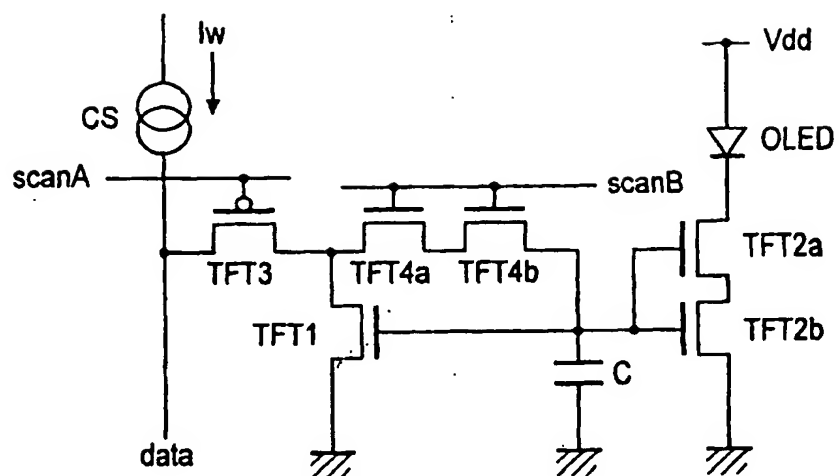 Iw
Vdd
CS
OLED
scanA
scanB
TFT3
TFT4a
TFT4b
TFT2a
TFT1
TFT2b
C
data